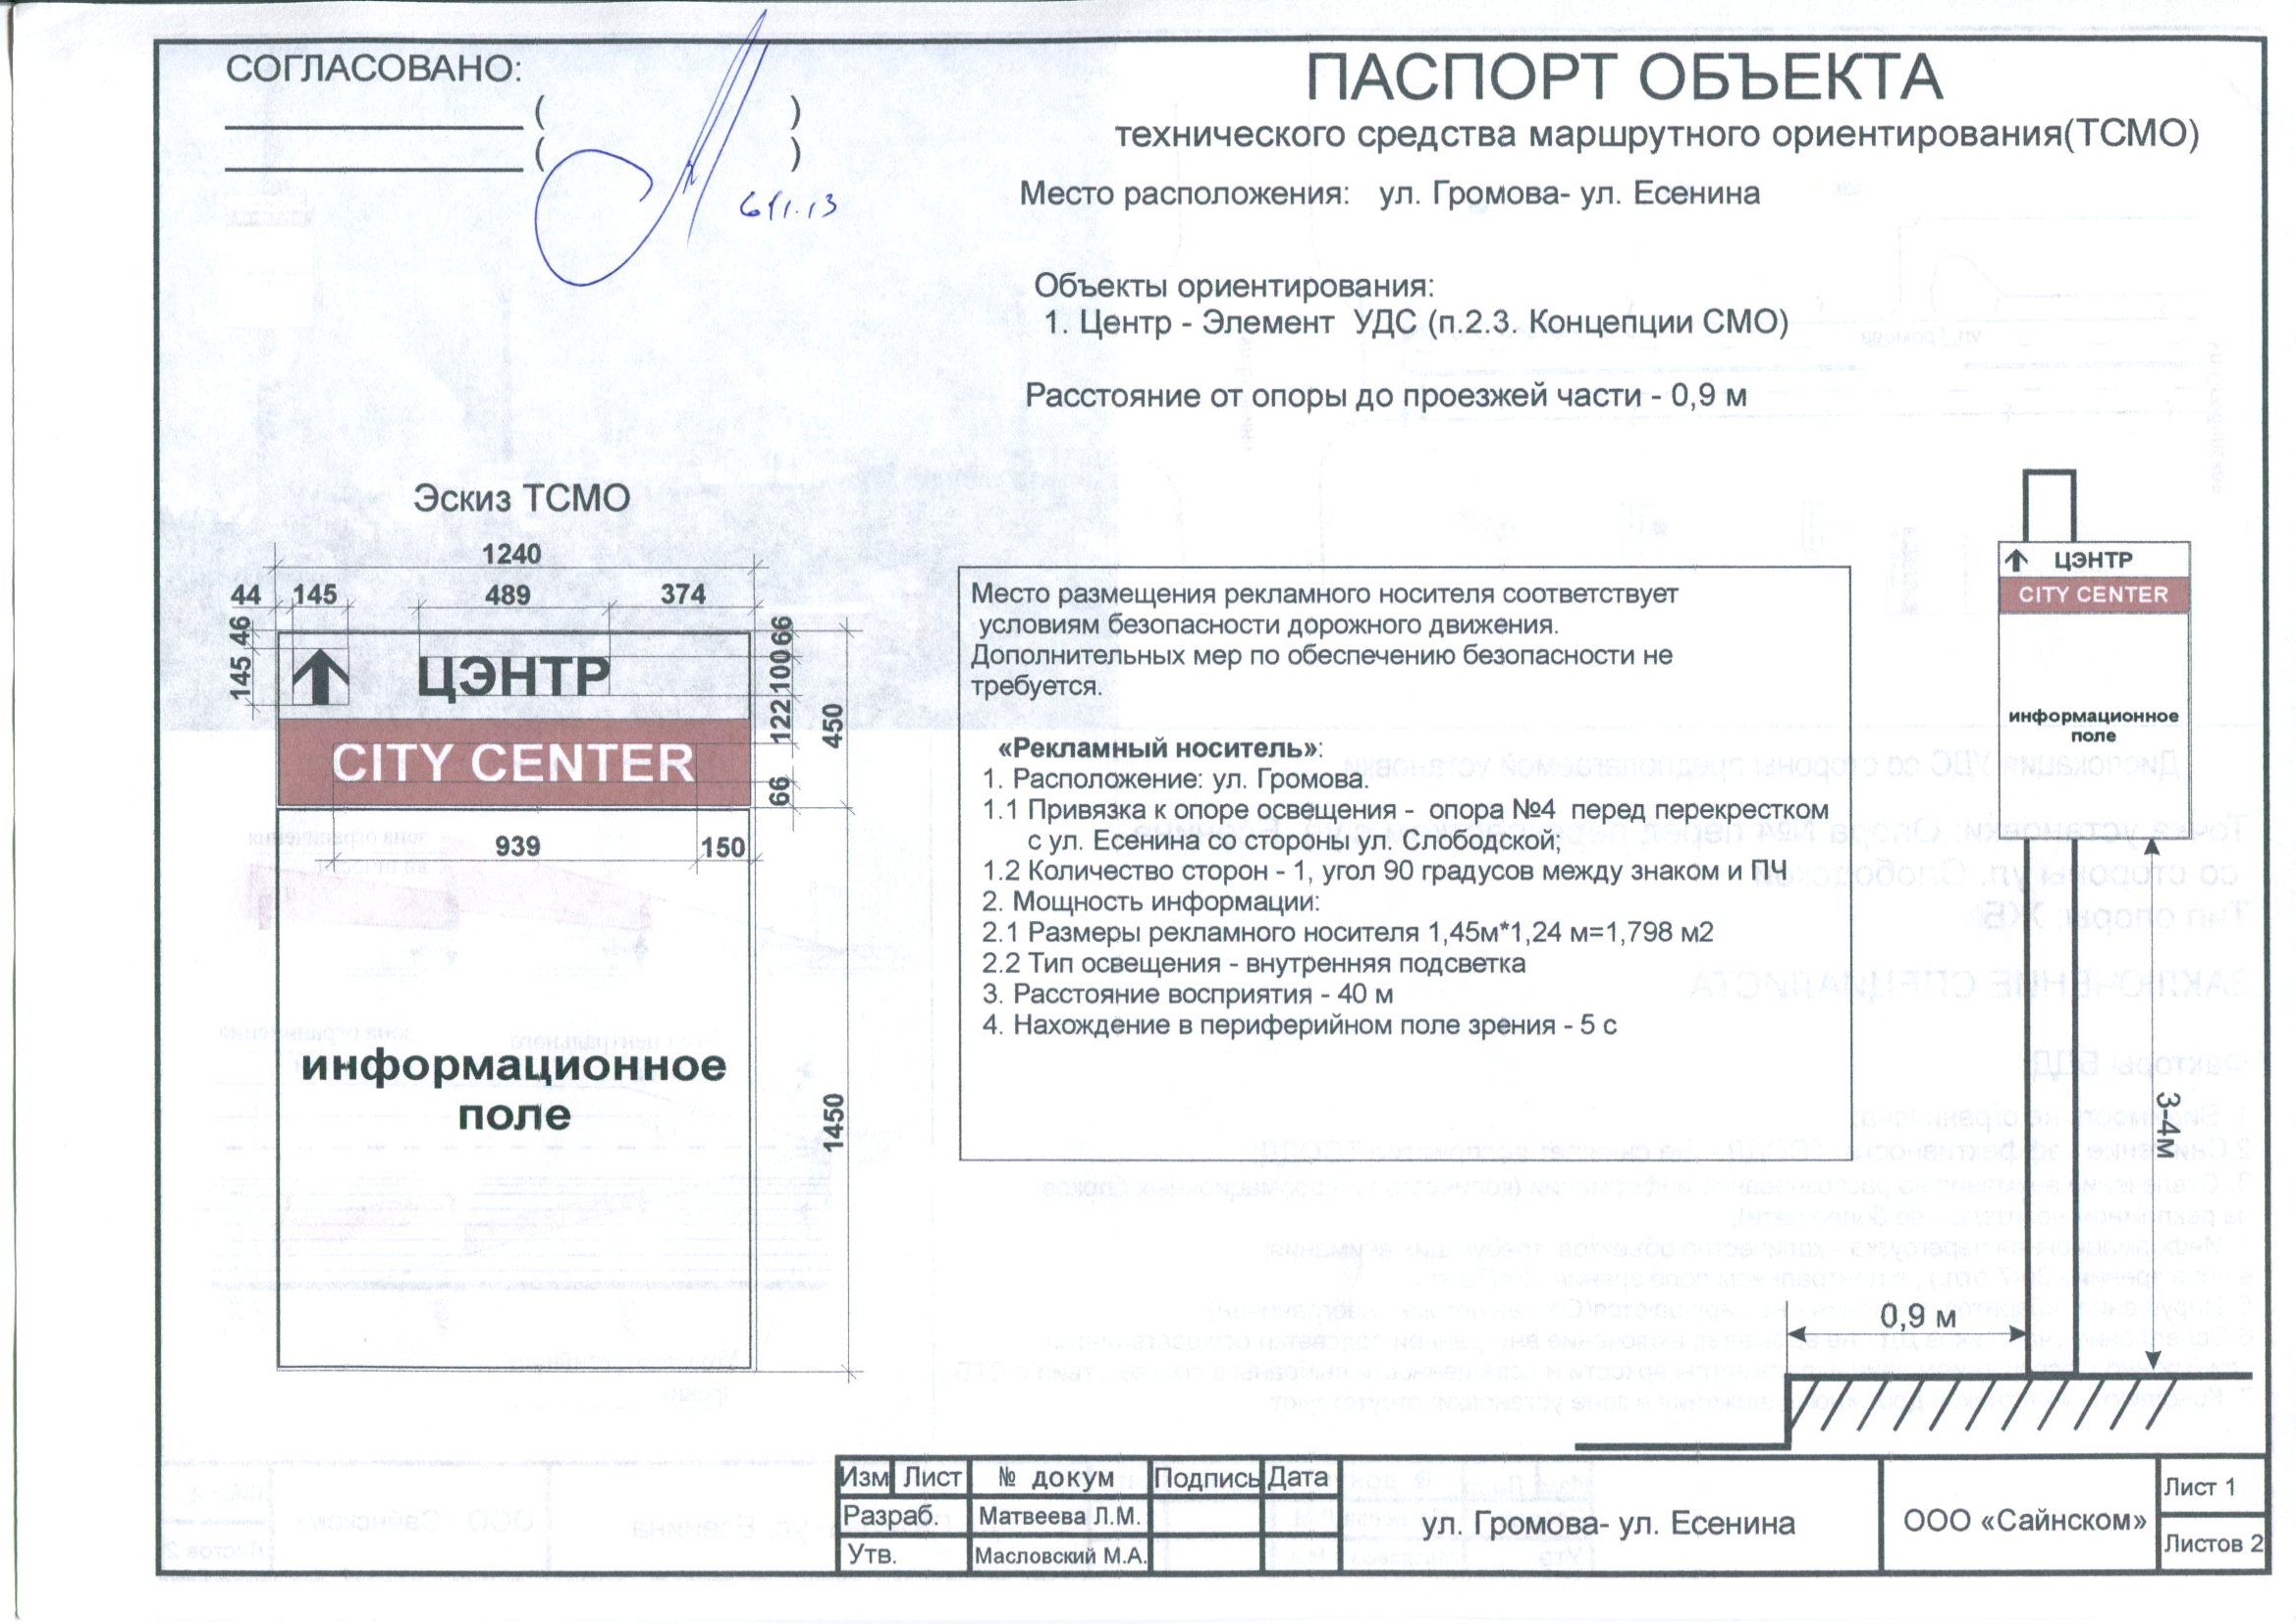 СОГЛАСОВАНО:
( )
( )
ПАСПОРТ ОБЪЕКТА
технического средства маршрутного ориентирования(ТСМО)
Место расположения: ул. Громова- ул. Есенина
Объекты ориентирования:
1. Центр - Элемент УДС (п.2.3. Концепции СМО)
Расстояние от опоры до проезжей части - 0,9 м
Эскиз ТСМО
1240
44 145 489 374
46
145
66
100
122
66
450
1450
ЦЭНТР
CITY CENTER
939 150
информационное
поле
Место размещения рекламного носителя соответствует
условиям безопасности дорожного движения.
Дополнительных мер по обеспечению безопасности не
требуется.
«Рекламный носитель»:
1. Расположение: ул. Громова.
1.1 Привязка к опоре освещения - опора №4 перед перекрестком
с ул. Есенина со стороны ул. Слободской;
1.2 Количество сторон - 1, угол 90 градусов между знаком и ПЧ
2. Мощность информации:
2.1 Размеры рекламного носителя 1,45м*1,24 м=1,798 м2
2.2 Тип освещения - внутренняя подсветка
3. Расстояние восприятия - 40 м
4. Нахождение в периферийном поле зрения - 5 с
ЦЭНТР
CITY CENTER
информационное
поле
3-4м
0,9 м
Изм Лист № докум Подпись Дата
Разраб. Матвеева Л.М.
Утв. Масловский М.А.
ул. Громова- ул. Есенина
ООО «Сайнском»
Лист 1
Листов 2